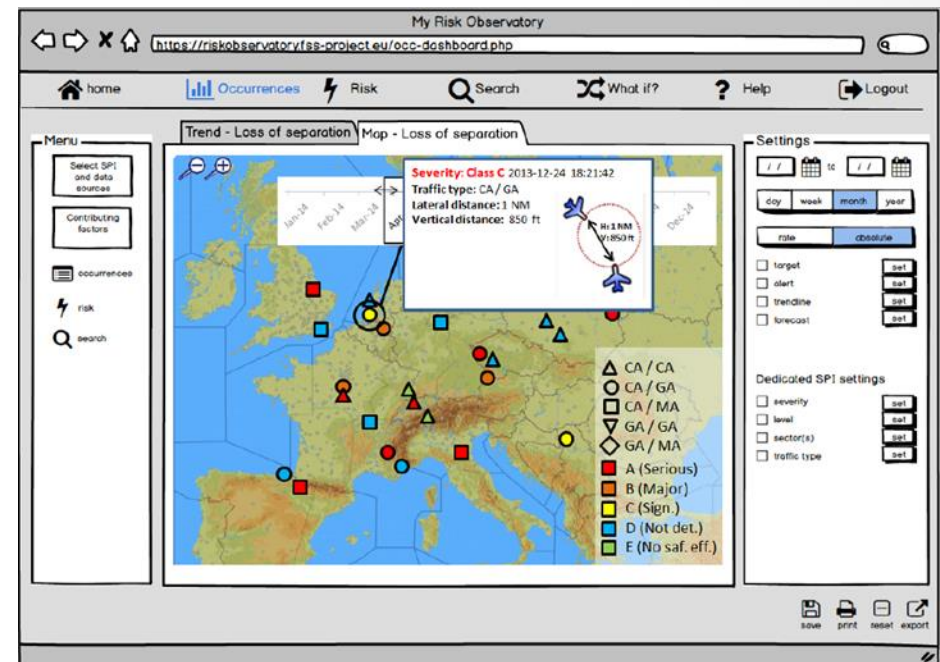 My Risk Observatory
https://riskobservatory.fss-project.eu/occ-dashboard.php
home
Occurrences
Risk
Search
What if?
? Help
Logout
Menu
Select SPI
and data
sources
Contributing
factors
occurrences
risk
search
Trend - Loss of separation
Map - Loss of separation
Jan-14
Feb-14
Mar-14
Dec-14
Severity: Class C 2013-12-24 18:21:42
Traffic type: CA / GA
Lateral distance: 1 NM
Vertical distance: 850 ft
H: 1 NM
V: 850 ft
CA / CA
CA / GA
CA / MA
GA / GA
GA / MA
A (Serious)
B (Major)
C (Sign.)
D (Not det.)
E (No saf. eff.)
Settings
/ / to / /
day week month year
rate absolute
target set
alert set
trendline set
forecast set
Dedicated SPI settings
severity set
level set
sector(s) set
traffic type set
save print reset export